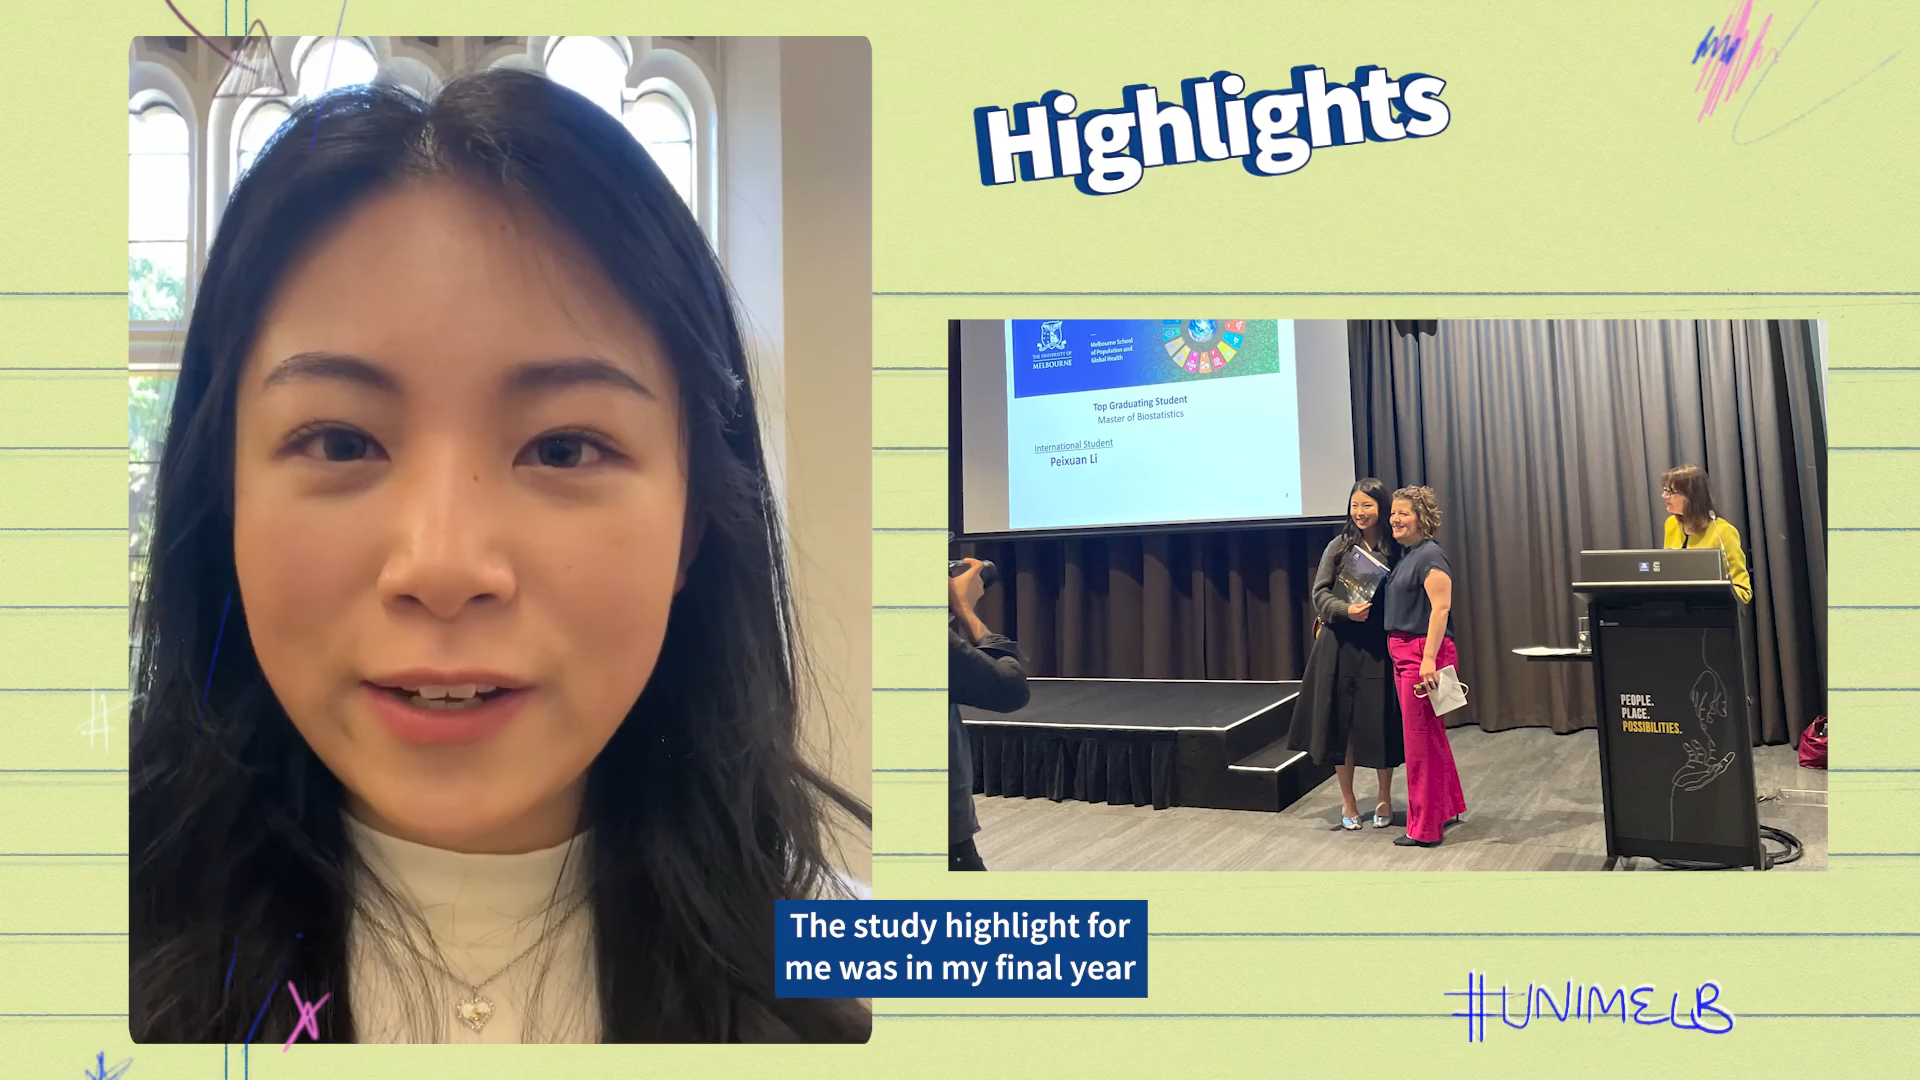 Highlights
THE UNIVERSITY OF
MELBOURNE
Melbourne School
of Population and
Global Health
Top Graduating Student
Master of Biostatistics
International Student
Peixuan Li
PEOPLE.
PLACE.
POSSIBILITIES.
The study highlight for
me was in my final year
#UNIMELB